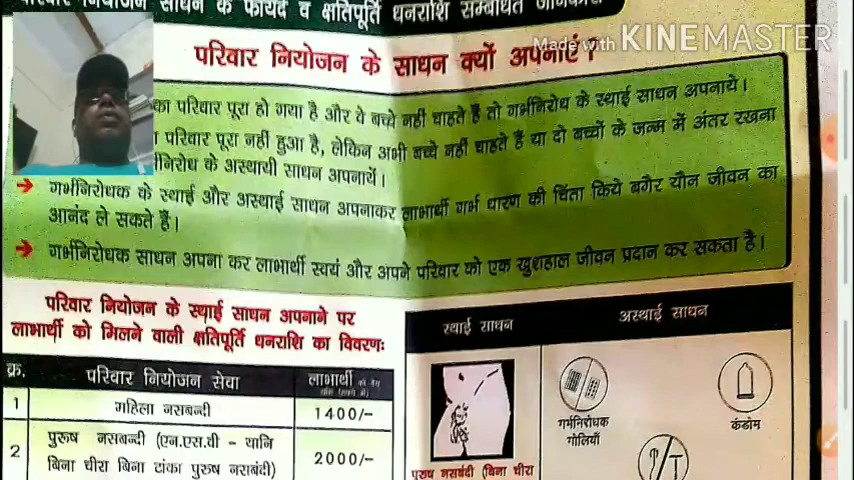 परिवार नियोजन साधन के फायदे व क्षतिपूर्ति धनराशि सम्बंधित जानकारी
Made with KINEMASTER
परिवार नियोजन के साधन क्यों अपनाएं ?
का परिवार पूरा हो गया है और वे बच्चे नहीं चाहते हैं तो गर्भनिरोध के स्थाई साधन अपनाये।
परिवार पूरा नहीं हुआ है, लेकिन अभी बच्चे नहीं चाहते हैं या दो बच्चों के जन्म में अंतर रखना
गर्भनिरोध के अस्थायी साधन अपनायें।
गर्भनिरोधक के स्थाई और अस्थाई साधन अपनाकर लाभार्थी गर्भ धारण की चिंता किये बगैर यौन जीवन का
आनंद ले सकते हैं।
गर्भनिरोधक साधन अपना कर लाभार्थी स्वयं और अपने परिवार को एक खुशहाल जीवन प्रदान कर सकता है।
परिवार नियोजन के स्थाई साधन अपनाने पर
लाभार्थी को मिलने वाली क्षतिपूर्ति धनराशि का विवरणः
क्र. परिवार नियोजन सेवा लाभार्थी
1 महिला नसबन्दी 1400/-
2 पुरूष नसबन्दी (एन.एस.वी - यानि
बिना चीरा बिना टांका पुरूष नसबंदी) 2000/-
स्थाई साधन अस्थाई साधन
गर्भनिरोधक
गोलियाँ
कंडोम
पुरूष नसबंदी (बिना चीरा